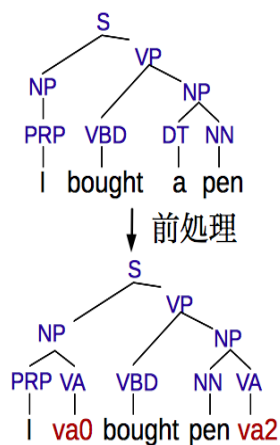 S
VP
NP NP
PRP VBD DT NN
I bought a pen
前処理
S
VP
NP NP
PRP VA VBD NN VA
I va0 bought pen va2